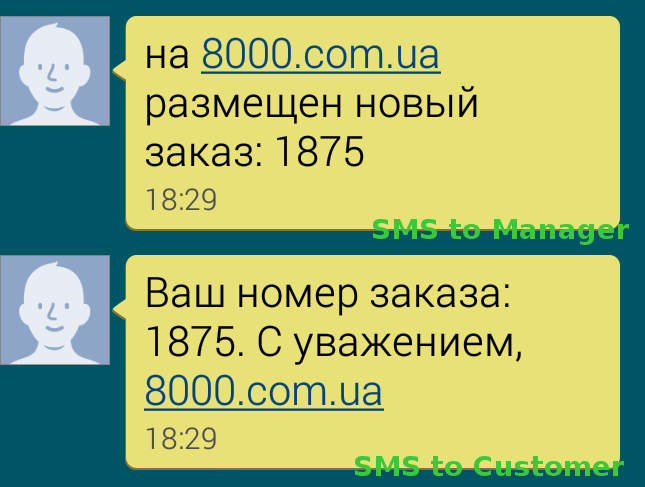 на 8000.com.ua
размещен новый
заказ: 1875
18:29
SMS to Manager
Ваш номер заказа:
1875. С уважением,
8000.com.ua
18:29
SMS to Customer